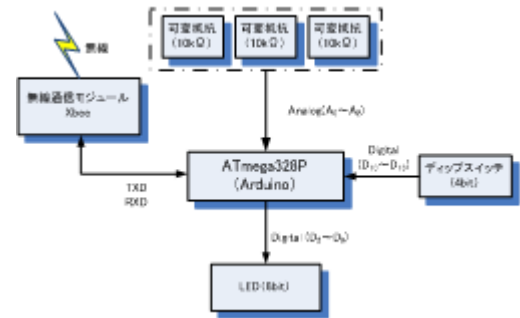 無線
可変抵抗
(10kΩ)
可変抵抗
(10kΩ)
可変抵抗
(10kΩ)
無線通信モジュール
Xbee
ATmega328P
(Arduino)
Digital
ディップスイッチ
(4bit)
TXD
RXD
LED(8bit)